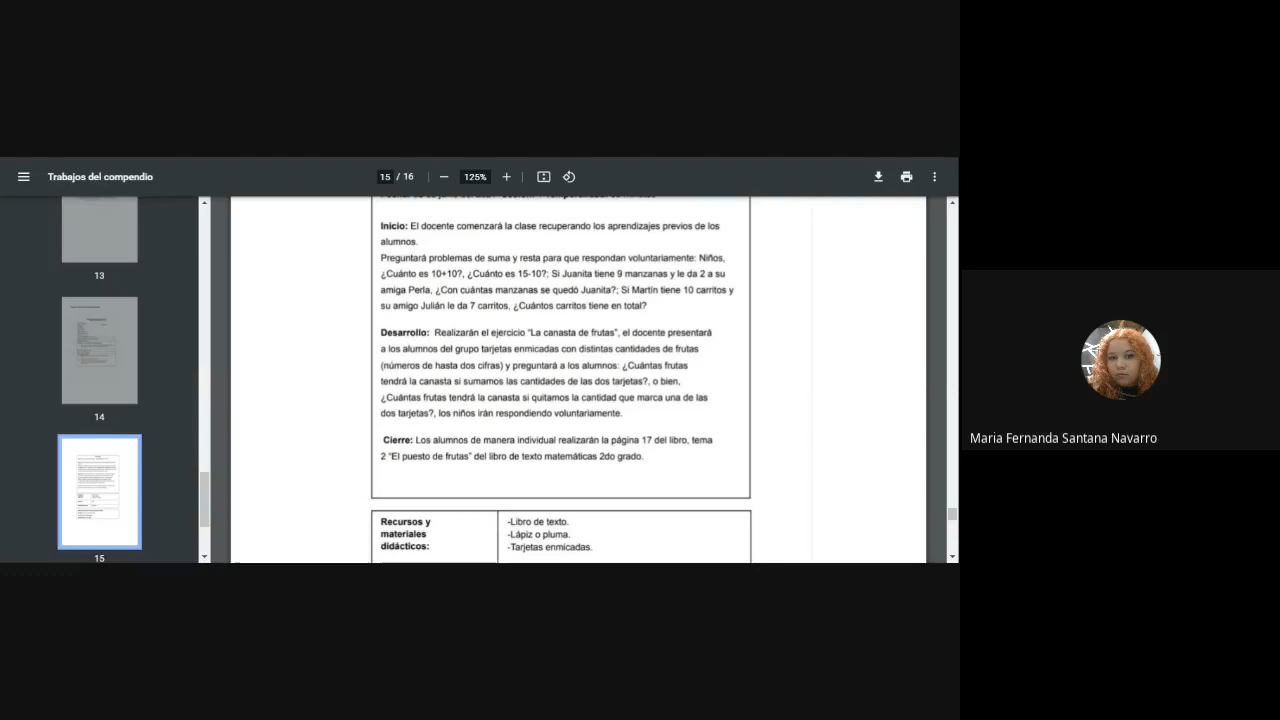 Trabajos del compendio
15 / 16
125%
13
14
15
Inicio: El docente comenzará la clase recuperando los aprendizajes previos de los
alumnos.
Preguntará problemas de suma y resta para que respondan voluntariamente: Niños,
¿Cuánto es 10+10?, ¿Cuánto es 15-10?; Si Juanita tiene 9 manzanas y le da 2 a su
amiga Perla, ¿Con cuántas manzanas se quedó Juanita?; Si Martín tiene 10 carritos y
su amigo Julián le da 7 carritos, ¿Cuántos carritos tiene en total?
Desarrollo: Realizarán el ejercicio "La canasta de frutas", el docente presentará
a los alumnos del grupo tarjetas enmicadas con distintas cantidades de frutas
(números de hasta dos cifras) y preguntará a los alumnos: ¿Cuántas frutas
tendrá la canasta si sumamos las cantidades de las dos tarjetas?, o bien,
¿Cuántas frutas tendrá la canasta si quitamos la cantidad que marca una de las
dos tarjetas?, los niños irán respondiendo voluntariamente.
Cierre: Los alumnos de manera individual realizarán la página 17 del libro, tema
2 "El puesto de frutas" del libro de texto matemáticas 2do grado.
Recursos y
materiales
didácticos:
-Libro de texto.
-Lápiz o pluma.
-Tarjetas enmicadas.
Maria Fernanda Santana Navarro